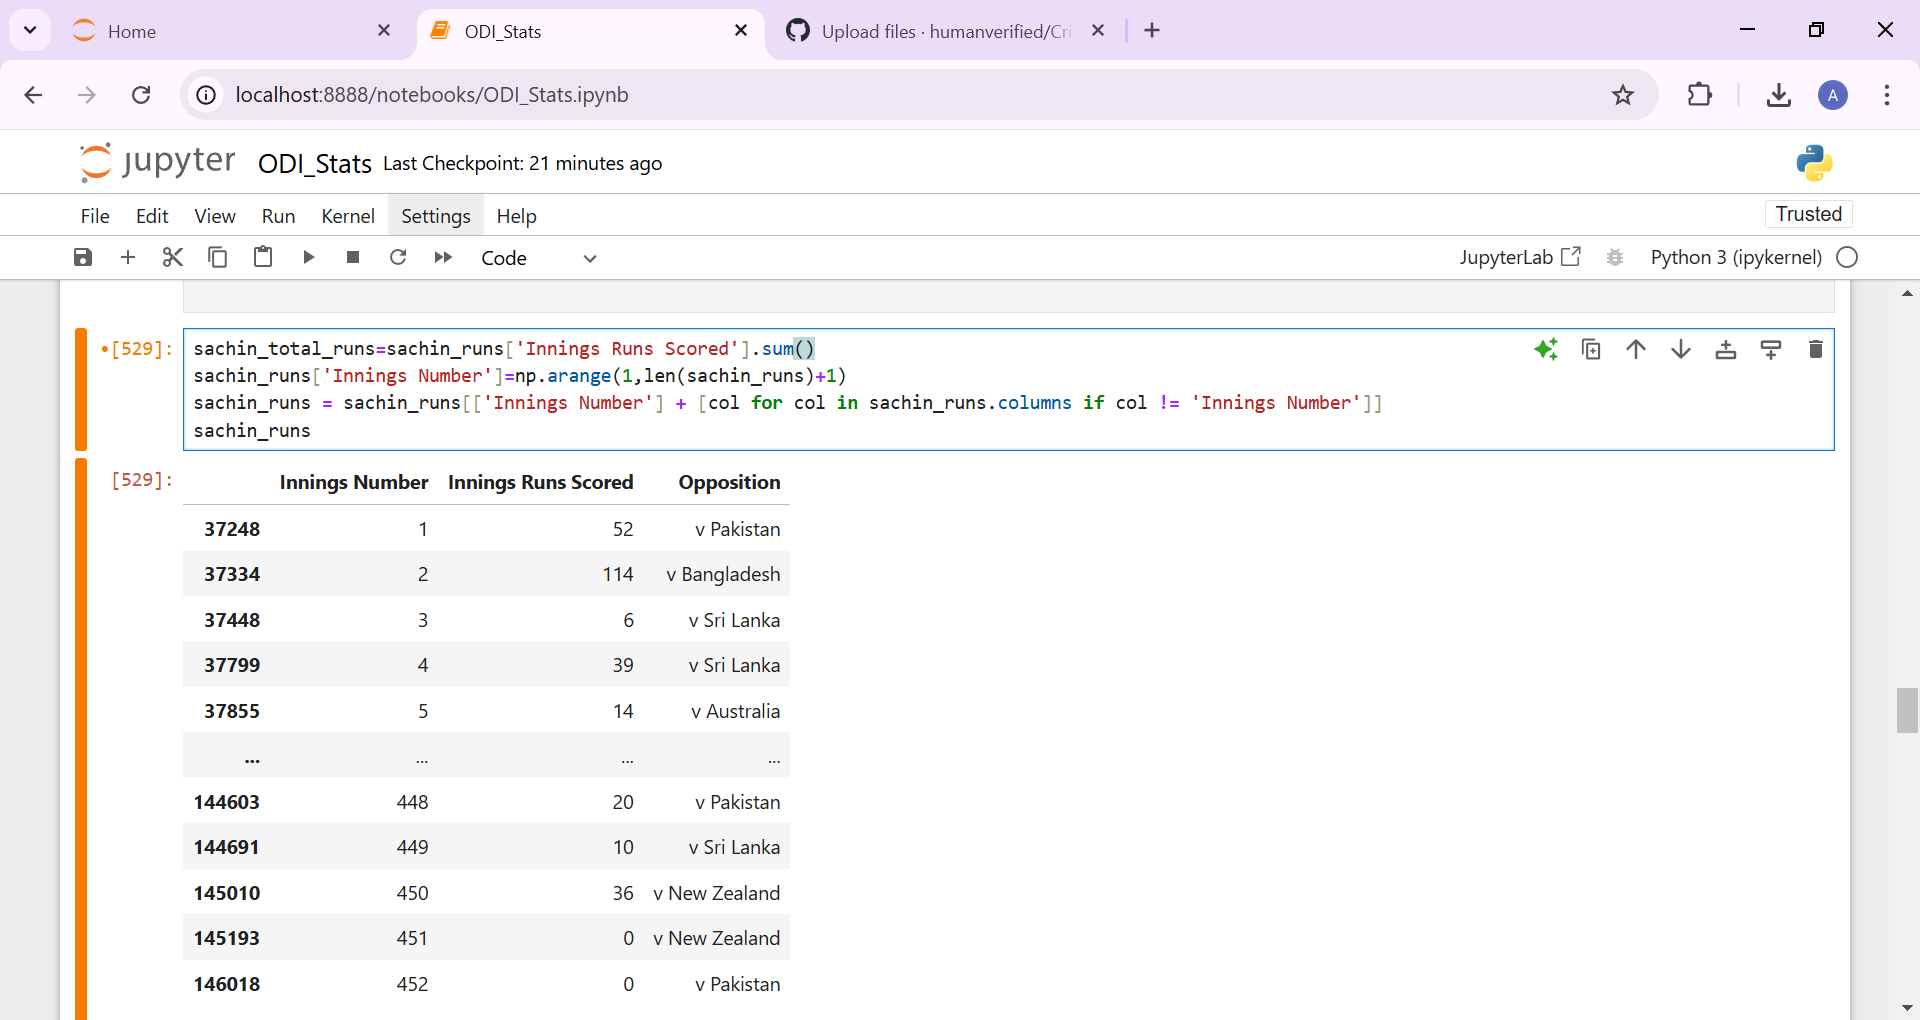 Home
ODI_Stats
Upload files · humanverified/Cri
localhost:8888/notebooks/ODI_Stats.ipynb
A
jupyter ODI_Stats Last Checkpoint: 21 minutes ago
File Edit View Run Kernel Settings Help
Trusted
Code
JupyterLab
Python 3 (ipykernel)
•[529]:
sachin_total_runs=sachin_runs['Innings Runs Scored'].sum()
sachin_runs['Innings Number']=np.arange(1,len(sachin_runs)+1)
sachin_runs = sachin_runs[['Innings Number'] + [col for col in sachin_runs.columns if col != 'Innings Number']]
sachin_runs
[529]:
Innings Number Innings Runs Scored Opposition
37248 1 52 v Pakistan
37334 2 114 v Bangladesh
37448 3 6 v Sri Lanka
37799 4 39 v Sri Lanka
37855 5 14 v Australia
... ... ... ...
144603 448 20 v Pakistan
144691 449 10 v Sri Lanka
145010 450 36 v New Zealand
145193 451 0 v New Zealand
146018 452 0 v Pakistan